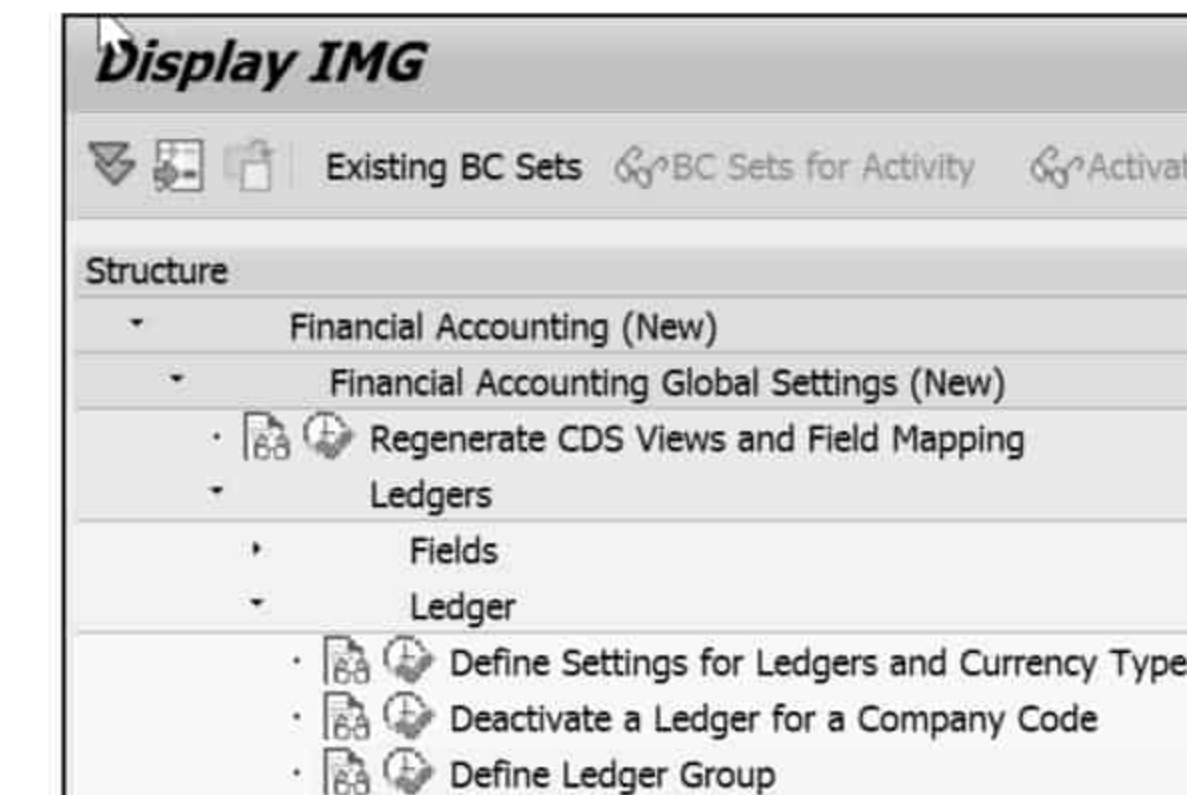 Display IMG
Existing BC Sets BC Sets for Activity Activat
Structure
Financial Accounting (New)
Financial Accounting Global Settings (New)
Regenerate CDS Views and Field Mapping
Ledgers
Fields
Ledger
Define Settings for Ledgers and Currency Type
Deactivate a Ledger for a Company Code
Define Ledger Group